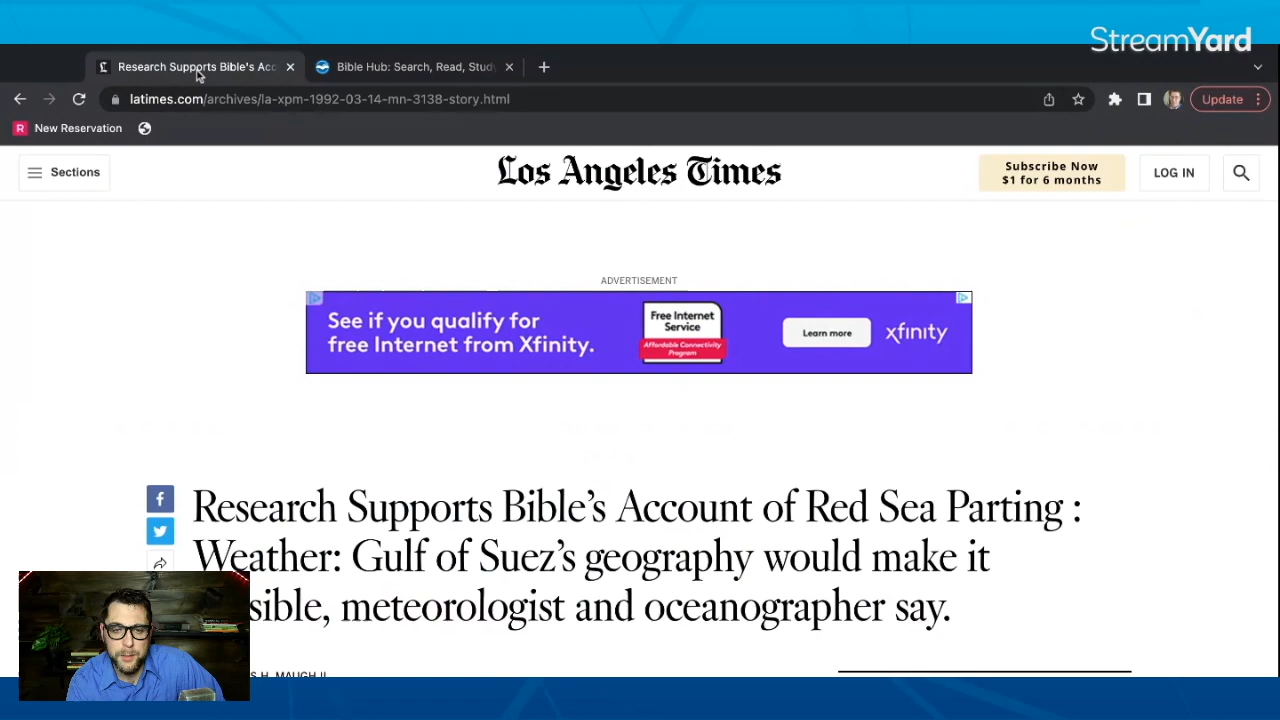 StreamYard
Research Supports Bible's Acc
Bible Hub: Search, Read, Study
latimes.com/archives/la-xpm-1992-03-14-mn-3138-story.html
Update
R New Reservation
Sections
Los Angeles Times
Subscribe Now
$1 for 6 months
LOG IN
ADVERTISEMENT
See if you qualify for
free Internet from Xfinity.
Free Internet
Service
Affordable Connectivity
Program
Learn more
xfinity
Research Supports Bible’s Account of Red Sea Parting :
Weather: Gulf of Suez’s geography would make it
sible, meteorologist and oceanographer say.
S H. MAUGH II